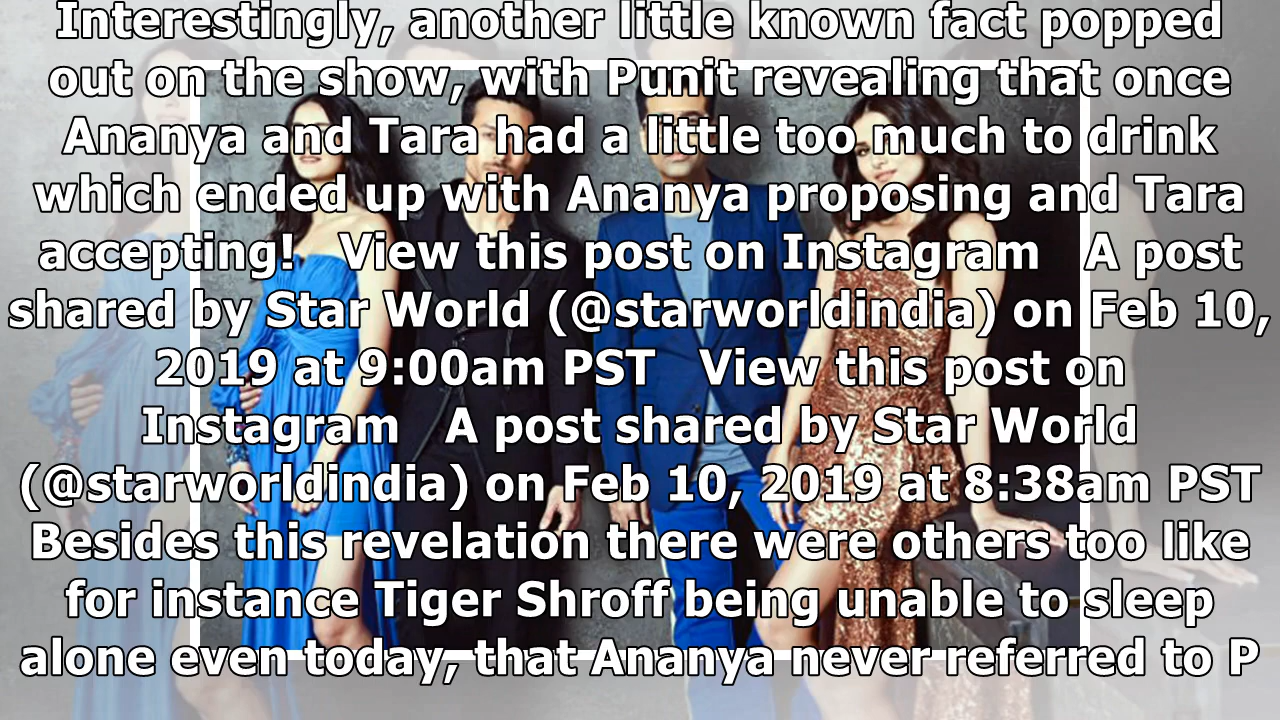 Interestingly, another little known fact popped
out on the show, with Punit revealing that once
Ananya and Tara had a little too much to drink
which ended up with Ananya proposing and Tara
accepting!   View this post on Instagram   A post
shared by Star World (@starworldindia) on Feb 10,
2019 at 9:00am PST   View this post on
Instagram   A post shared by Star World
(@starworldindia) on Feb 10, 2019 at 8:38am PST
Besides this revelation there were others too like
for instance Tiger Shroff being unable to sleep
alone even today, that Ananya never referred to P